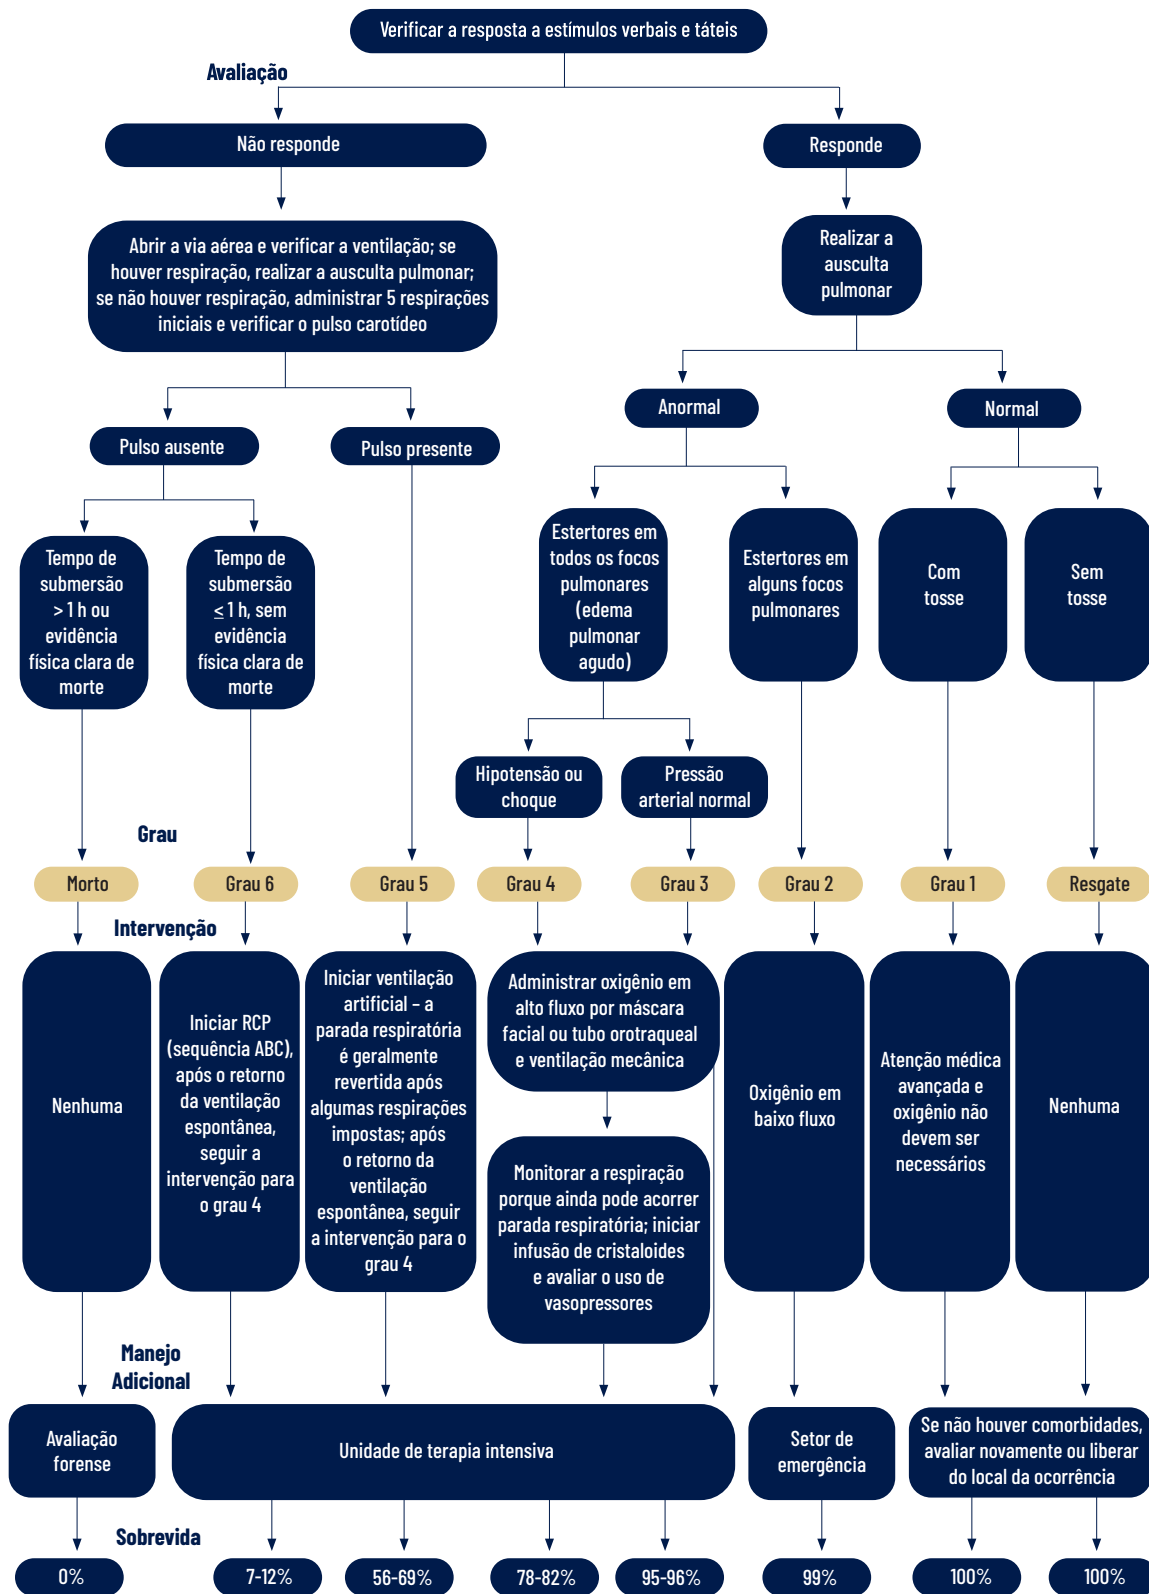 Verificar a resposta a estímulos verbais e táteis
Avaliação
Não responde
Responde
Abrir a via aérea e verificar a ventilação; se
houver respiração, realizar a ausculta pulmonar;
se não houver respiração, administrar 5 respirações
iniciais e verificar o pulso carotídeo
Realizar a
ausculta
pulmonar
Anormal
Normal
Pulso ausente
Pulso presente
Tempo de
submersão
> 1 h ou
evidência
física clara de
morte
Tempo de
submersão
≤ 1 h, sem
evidência
física clara de
morte
Estertores em
todos os focos
pulmonares
(edema
pulmonar
agudo)
Estertores em
alguns focos
pulmonares
Com
tosse
Sem
tosse
Hipotensão ou
choque
Pressão
arterial normal
Grau
Morto
Grau 6
Grau 5
Grau 4
Grau 3
Grau 2
Grau 1
Resgate
Intervenção
Nenhuma
Iniciar RCP
(sequência ABC),
após o retorno
da ventilação
espontânea,
seguir a
intervenção para
o grau 4
Iniciar ventilação
artificial – a
parada respiratória
é geralmente
revertida após
algumas respirações
impostas; após
o retorno da
ventilação
espontânea, seguir
a intervenção para o
grau 4
Administrar oxigênio em
alto fluxo por máscara
facial ou tubo orotraqueal
e ventilação mecânica
Monitorar a respiração
porque ainda pode acorrer
parada respiratória; iniciar
infusão de cristaloides
e avaliar o uso de
vasopressores
Oxigênio em
baixo fluxo
Atenção médica
avançada e
oxigênio não
devem ser
necessários
Nenhuma
Manejo
Adicional
Avaliação
forense
Unidade de terapia intensiva
Setor de
emergência
Se não houver comorbidades,
avaliar novamente ou liberar
do local da ocorrência
Sobrevida
0%
7-12%
56-69%
78-82%
95-96%
99%
100%
100%